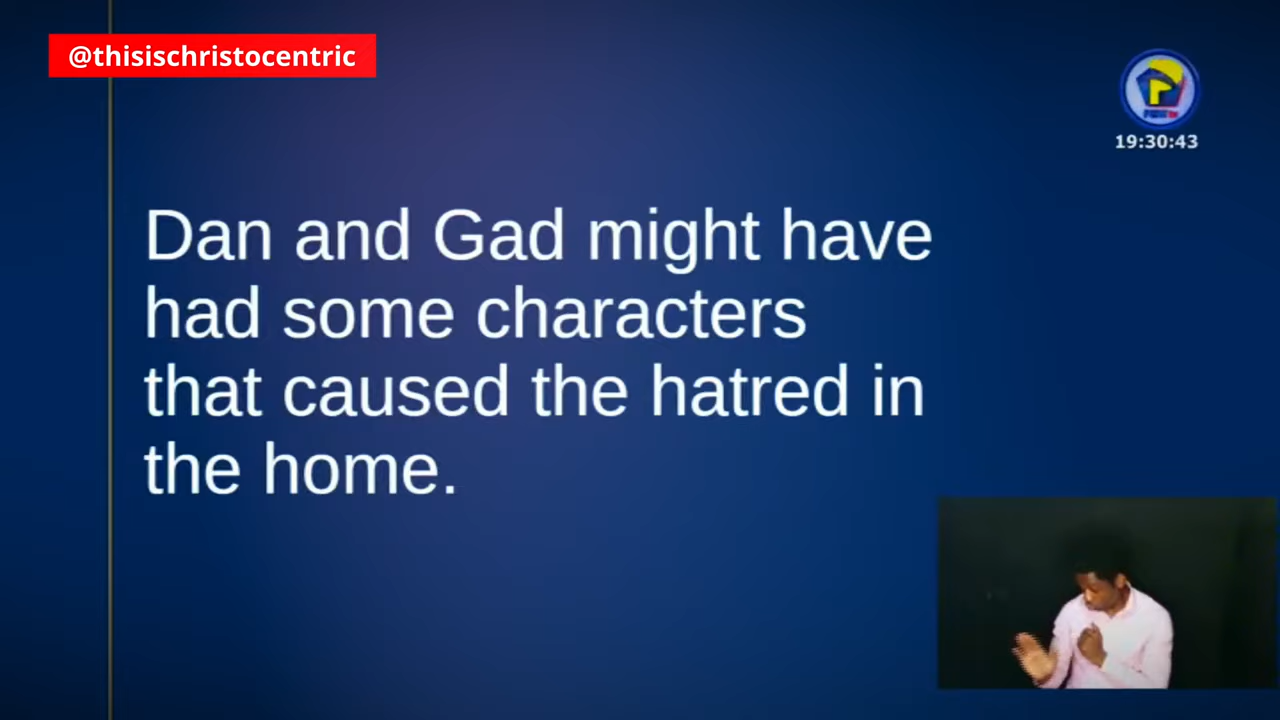 @thisischristocentric
19:30:43
Dan and Gad might have
had some characters
that caused the hatred in
the home.